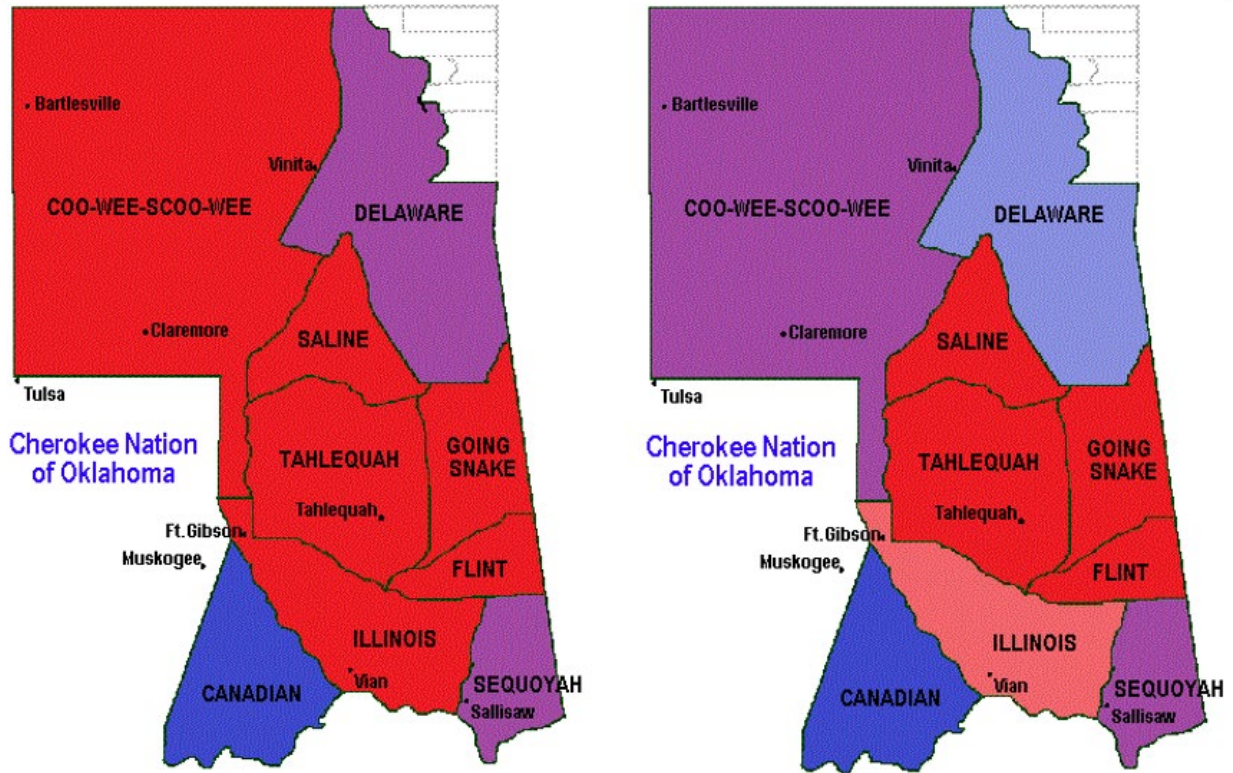 Bartlesville
Vinita
COO-WEE-SCOO-WEE
DELAWARE
Claremore
SALINE
Tulsa
Cherokee Nation
of Oklahoma
TAHLEQUAH
GOING
SNAKE
Tahlequah
Ft.Gibson
Muskogee
FLINT
ILLINOIS
Vian
CANADIAN
SEQUOYAH
Sallisaw
Bartlesville
Vinita
COO-WEE-SCOO-WEE
DELAWARE
Claremore
SALINE
Tulsa
Cherokee Nation
of Oklahoma
TAHLEQUAH
GOING
SNAKE
Tahlequah
Ft.Gibson
Muskogee
FLINT
ILLINOIS
Vian
CANADIAN
SEQUOYAH
Sallisaw